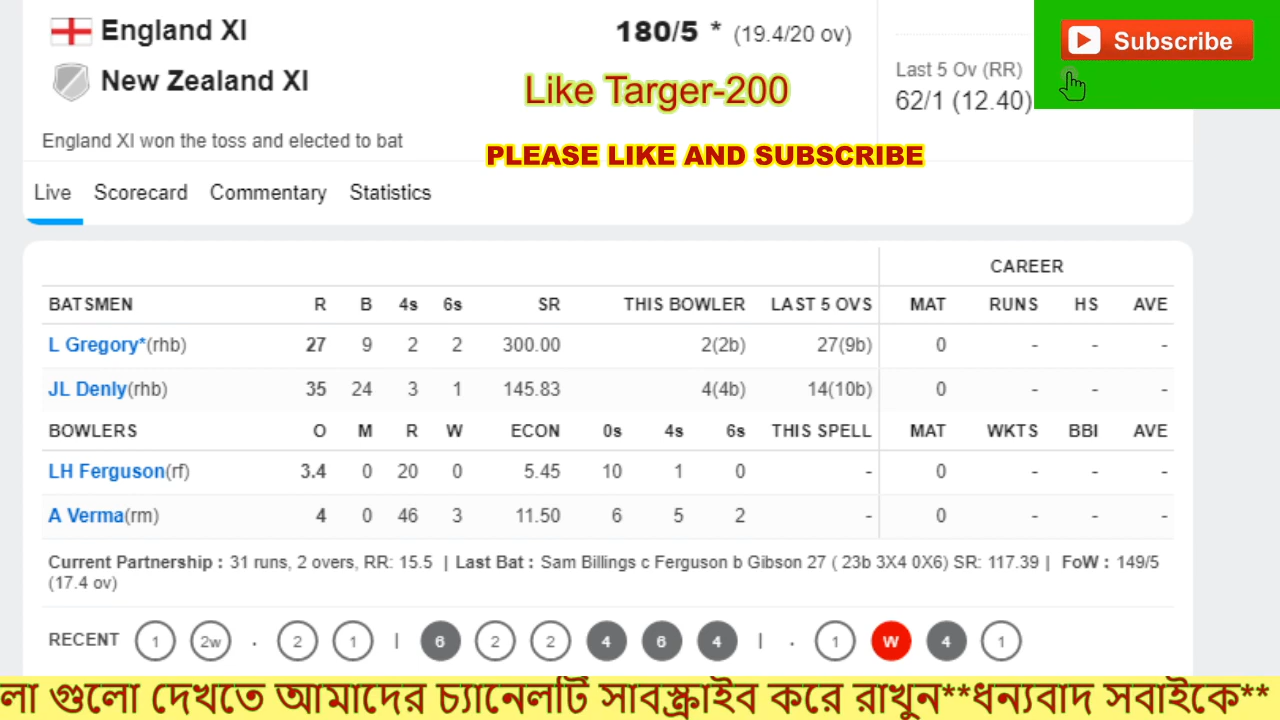 England XI 180/5 * (19.4/20 ov)
Subscribe
New Zealand XI
Like Targer-200
Last 5 Ov (RR)
62/1 (12.40)
England XI won the toss and elected to bat
PLEASE LIKE AND SUBSCRIBE
Live Scorecard Commentary Statistics
CAREER
BATSMEN R B 4s 6s SR THIS BOWLER LAST 5 OVS MAT RUNS HS AVE
L Gregory*(rhb) 27 9 2 2 300.00 2(2b) 27(9b) 0 - - -
JL Denly(rhb) 35 24 3 1 145.83 4(4b) 14(10b) 0 - - -
BOWLERS O M R W ECON 0s 4s 6s THIS SPELL MAT WKTS BBI AVE
LH Ferguson(rf) 3.4 0 20 0 5.45 10 1 0 - 0 - - -
A Verma(rm) 4 0 46 3 11.50 6 5 2 - 0 - - -
Current Partnership : 31 runs, 2 overs, RR: 15.5 | Last Bat : Sam Billings c Ferguson b Gibson 27 ( 23b 3X4 0X6) SR: 117.39 | FoW : 149/5
(17.4 ov)
RECENT 1 2w . 2 1 | 6 2 2 4 6 4 | . 1 W 4 1
লা গুলো দেখতে আমাদের চ্যানেলটি সাবস্ক্রাইব করে রাখুন**ধন্যবাদ সবাইকে**